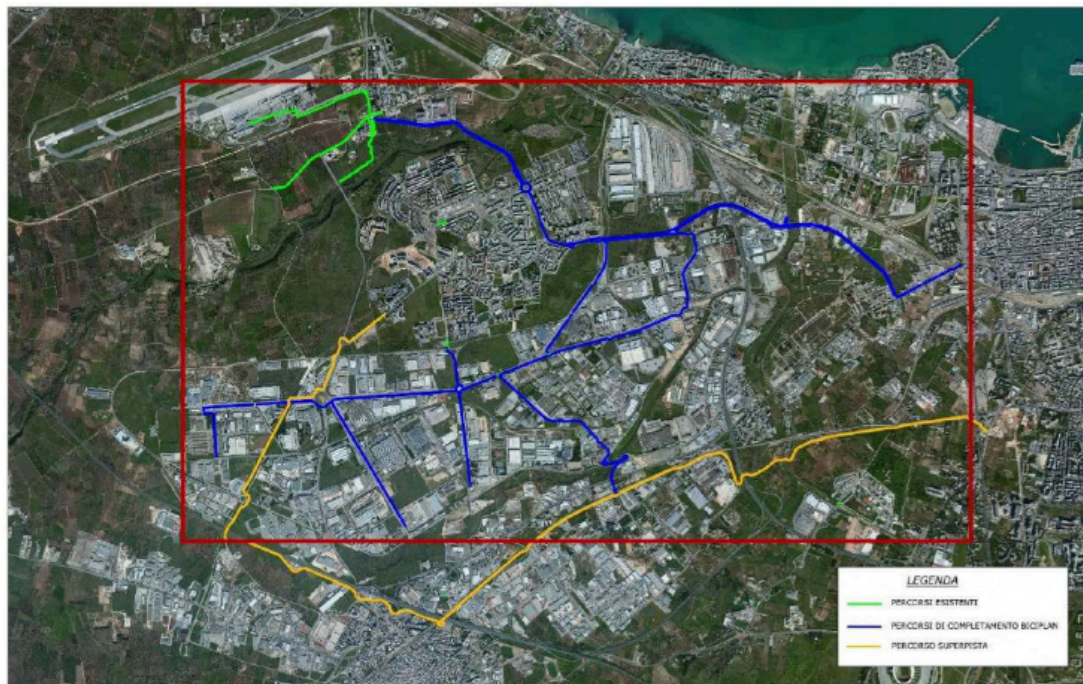 LEGENDA
PERCORSI ESISTENTI
PERCORSI DI COMPLETAMENTO BICIPLAN
PERCORSO SUPERPISTA